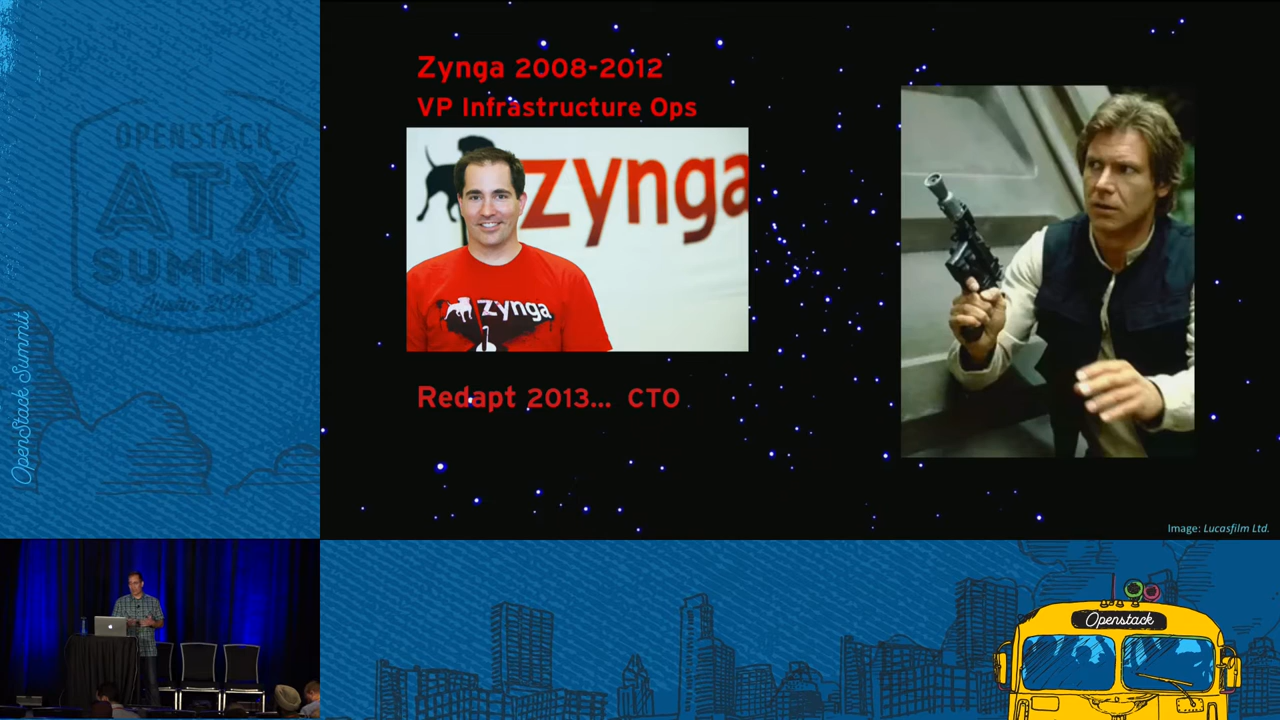 Zynga 2008-2012
VP Infrastructure Ops
zynga
zynga
Redapt 2013... CTO
Image: Lucasfilm Ltd.
OPENSTACK
ATX
SUMMIT
OpenStack Summit
Openstack